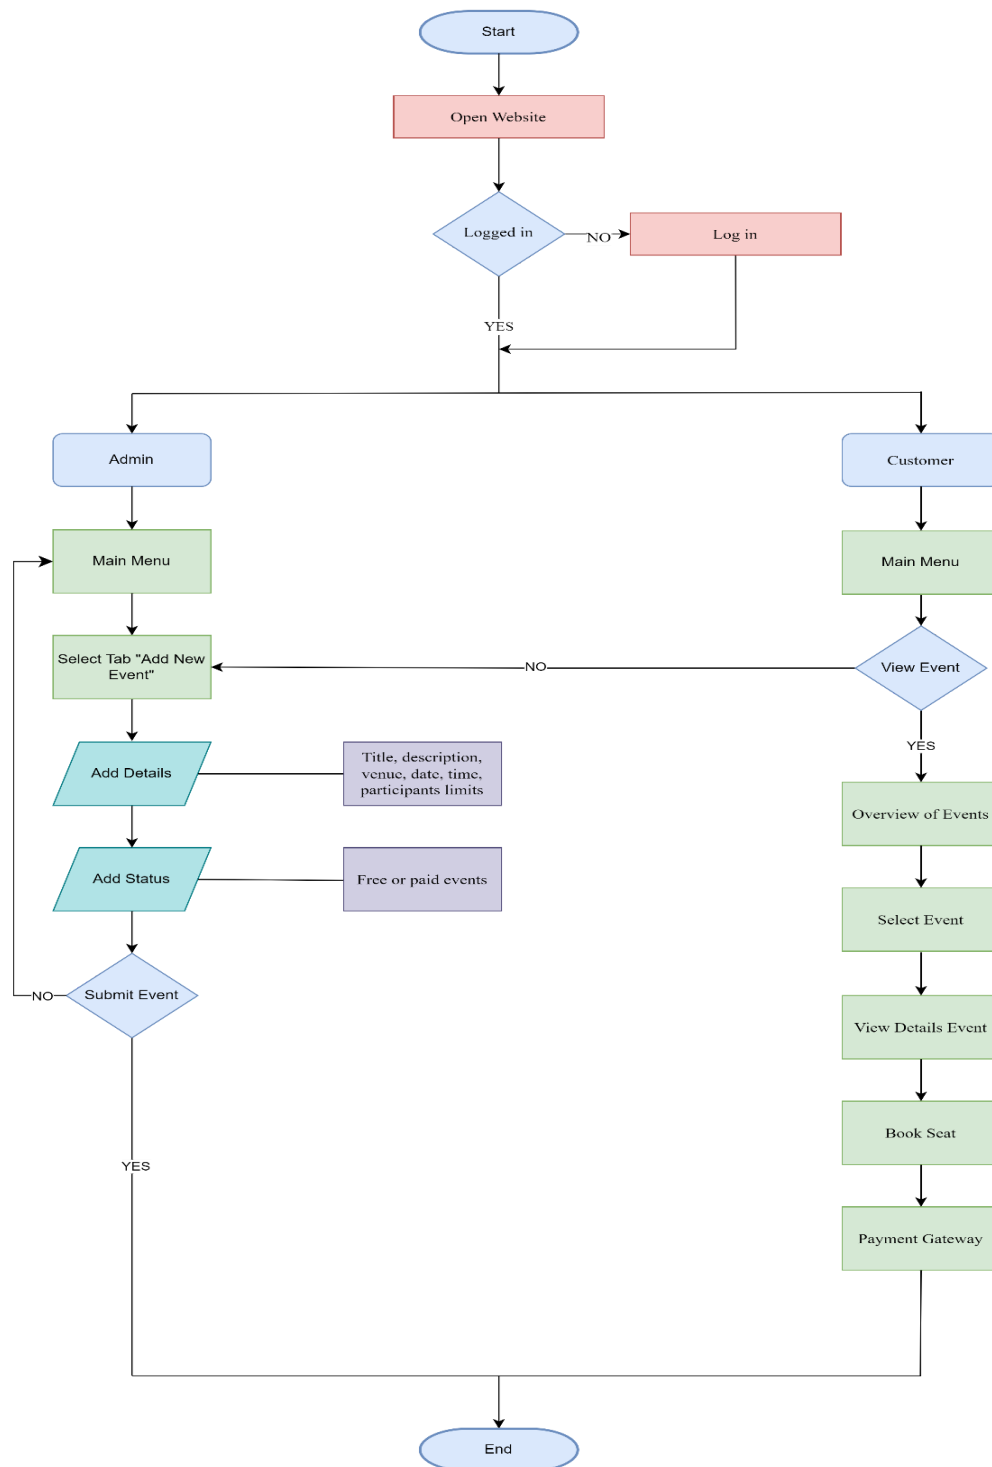 Start
Open Website
Logged in
NO
Log in
YES
Admin
Customer
Main Menu
Main Menu
Select Tab "Add New
Event"
NO
View Event
YES
Add Details
Title, description,
venue, date, time,
participants limits
Overview of Events
Add Status
Free or paid events
Select Event
Submit Event
NO
View Details Event
Book Seat
YES
Payment Gateway
End